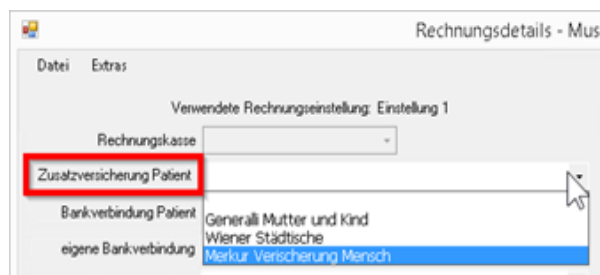 Rechnungsdetails - Mus
Datei Extras
Verwendete Rechnungseinstellung: Einstellung 1
Rechnungskasse
Zusatzversicherung Patient
Bankverbindung Patient
Generalli Mutter und Kind
Wiener Städtische
eigene Bankverbindung
Merkur Verischerung Mensch